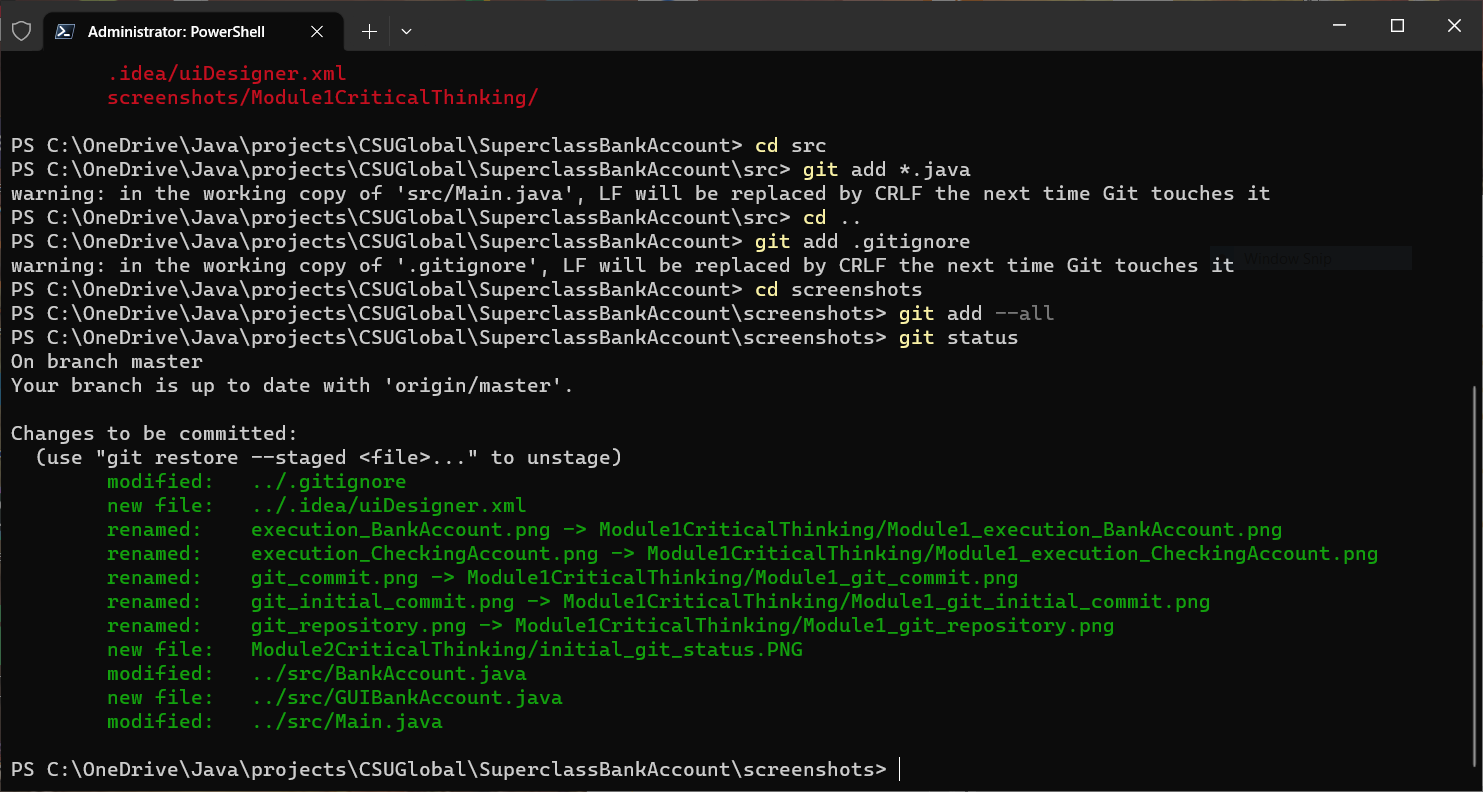 Administrator: PowerShell
.idea/uiDesigner.xml
screenshots/Module1CriticalThinking/
PS C:\OneDrive\Java\projects\CSUGlobal\SuperclassBankAccount> cd src
PS C:\OneDrive\Java\projects\CSUGlobal\SuperclassBankAccount\src> git add *.java
warning: in the working copy of 'src/Main.java', LF will be replaced by CRLF the next time Git touches it
PS C:\OneDrive\Java\projects\CSUGlobal\SuperclassBankAccount\src> cd ..
PS C:\OneDrive\Java\projects\CSUGlobal\SuperclassBankAccount> git add .gitignore
warning: in the working copy of '.gitignore', LF will be replaced by CRLF the next time Git touches it
Window Snip
PS C:\OneDrive\Java\projects\CSUGlobal\SuperclassBankAccount> cd screenshots
PS C:\OneDrive\Java\projects\CSUGlobal\SuperclassBankAccount\screenshots> git add --all
PS C:\OneDrive\Java\projects\CSUGlobal\SuperclassBankAccount\screenshots> git status
On branch master
Your branch is up to date with 'origin/master'.
Changes to be committed:
(use "git restore --staged <file>..." to unstage)
modified: ../.gitignore
new file: ../.idea/uiDesigner.xml
renamed: execution_BankAccount.png -> Module1CriticalThinking/Module1_execution_BankAccount.png
renamed: execution_CheckingAccount.png -> Module1CriticalThinking/Module1_execution_CheckingAccount.png
renamed: git_commit.png -> Module1CriticalThinking/Module1_git_commit.png
renamed: git_initial_commit.png -> Module1CriticalThinking/Module1_git_initial_commit.png
renamed: git_repository.png -> Module1CriticalThinking/Module1_git_repository.png
new file: Module2CriticalThinking/initial_git_status.PNG
modified: ../src/BankAccount.java
new file: ../src/GUIBankAccount.java
modified: ../src/Main.java
PS C:\OneDrive\Java\projects\CSUGlobal\SuperclassBankAccount\screenshots>